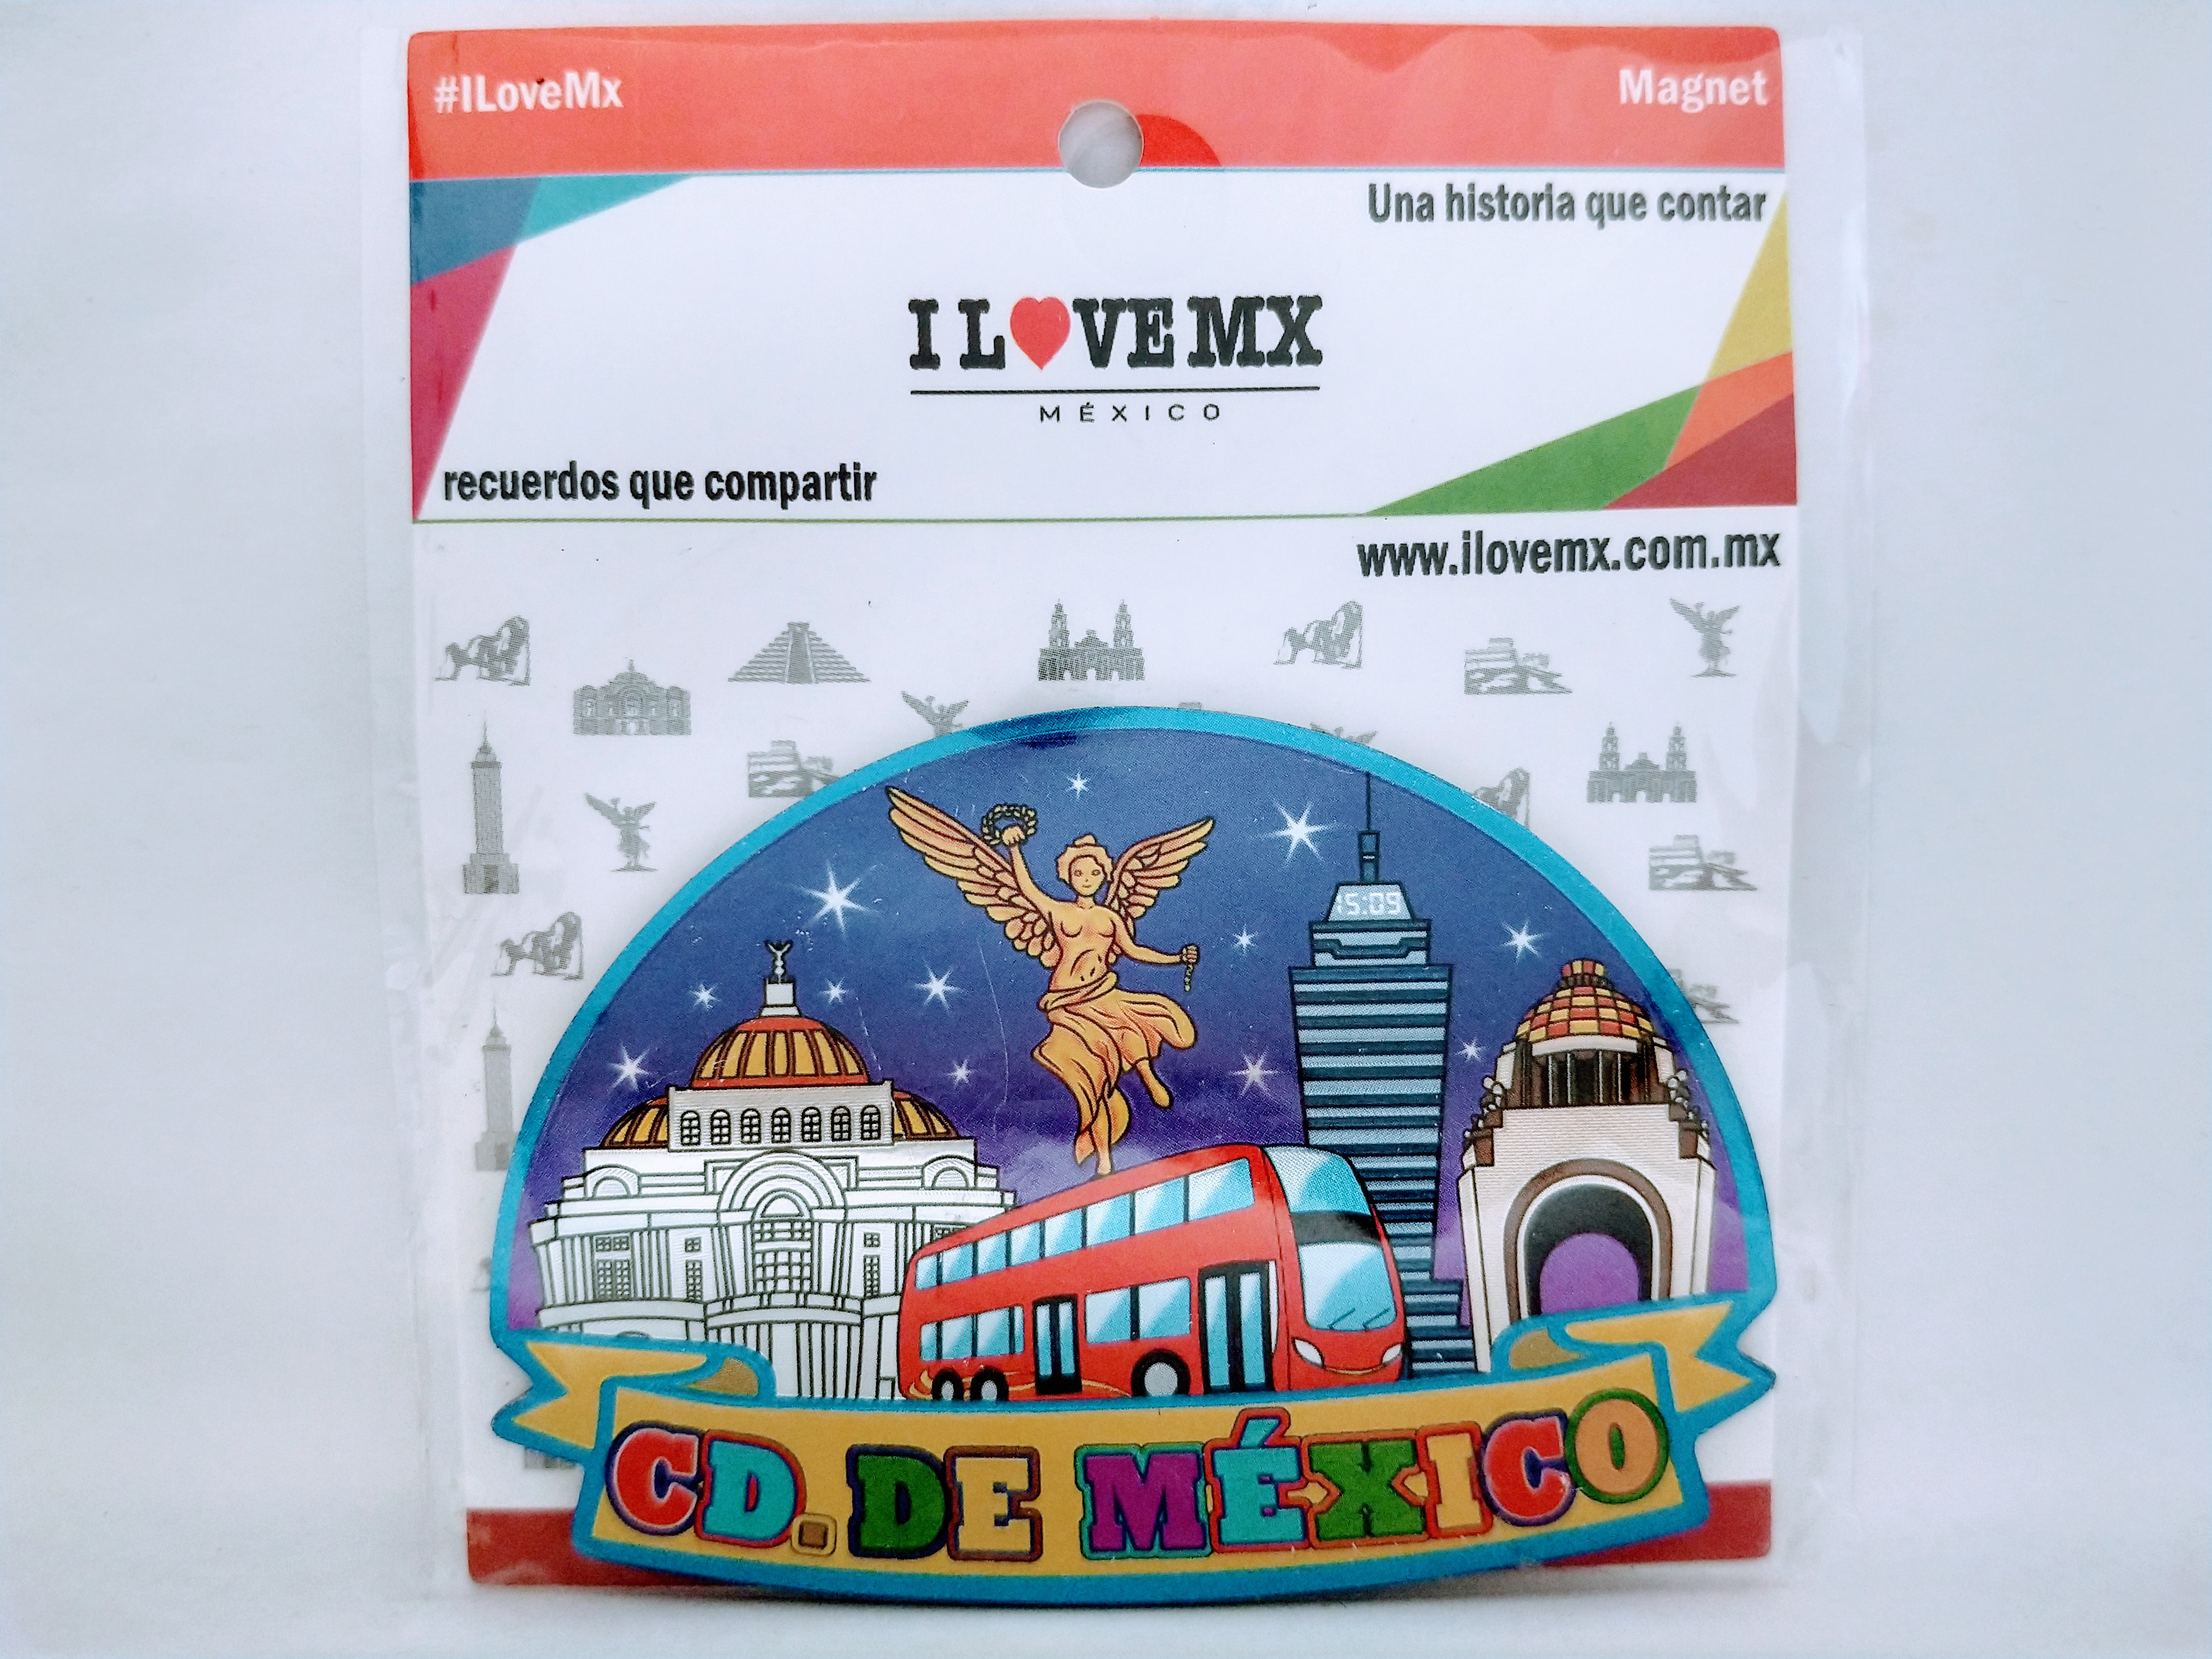 #ILoveMx
Magnet
Una historia que contar
I L❤VE MX
MÉXICO
recuerdos que compartir
www.ilovemx.com.mx
15:09
CD. DE MÉXICO